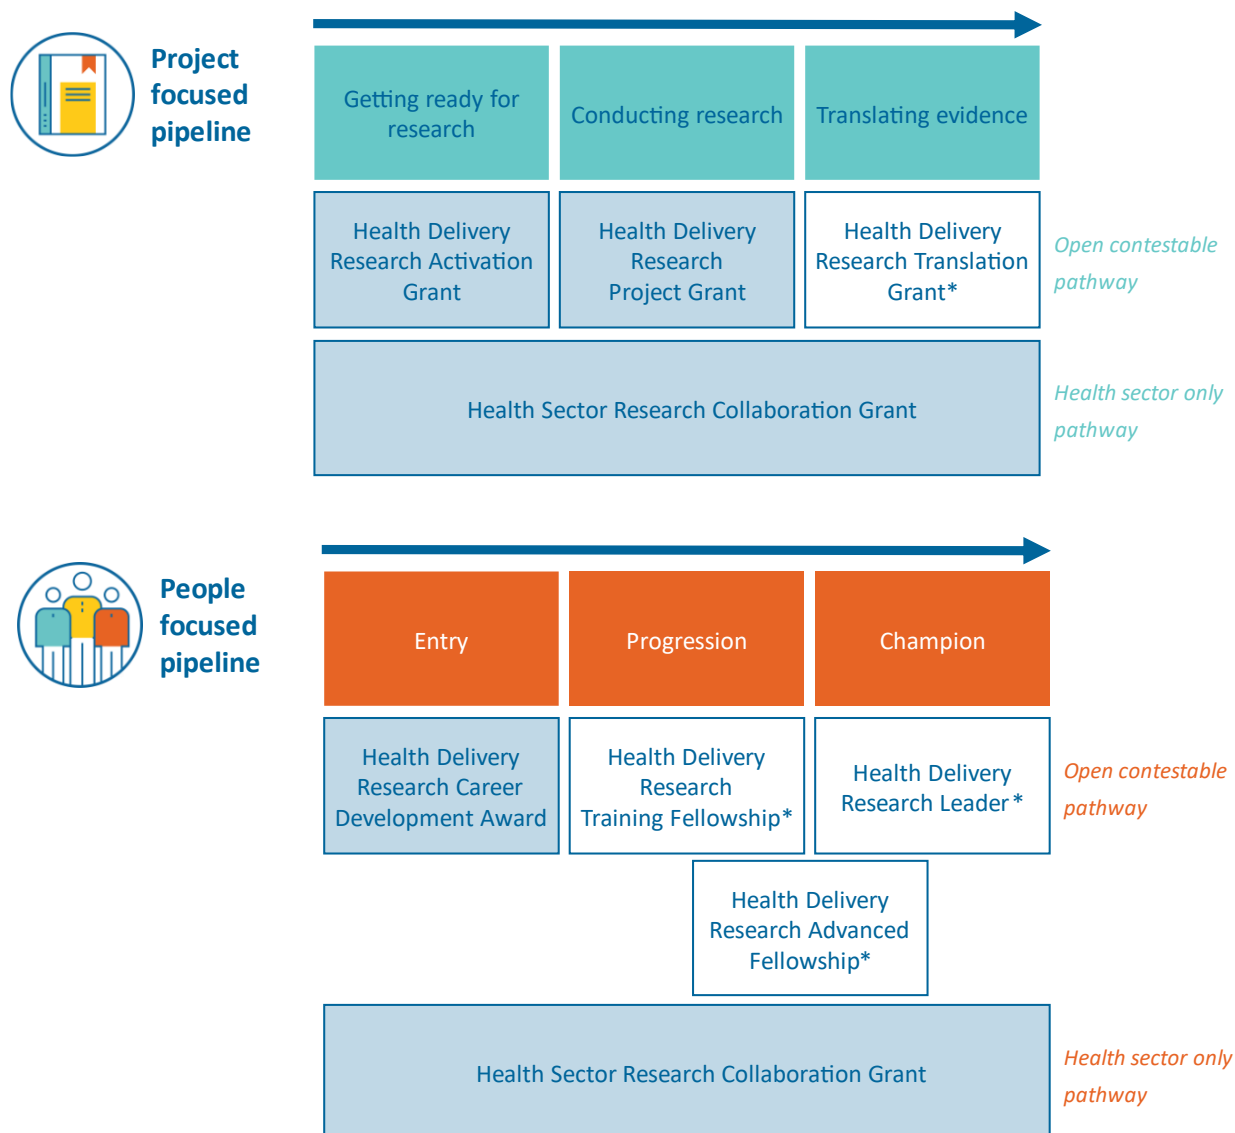 Project
focused
pipeline
Getting ready for
research
Conducting research
Translating evidence
Health Delivery
Research Activation
Grant
Health Delivery
Research
Project Grant
Health Delivery
Research Translation
Grant*
Open contestable
pathway
Health Sector Research Collaboration Grant
Health sector only
pathway
People
focused
pipeline
Entry
Progression
Champion
Health Delivery
Research Career
Development Award
Health Delivery
Research
Training Fellowship*
Health Delivery
Research Leader*
Open contestable
pathway
Health Delivery
Research Advanced
Fellowship*
Health Sector Research Collaboration Grant
Health sector only
pathway